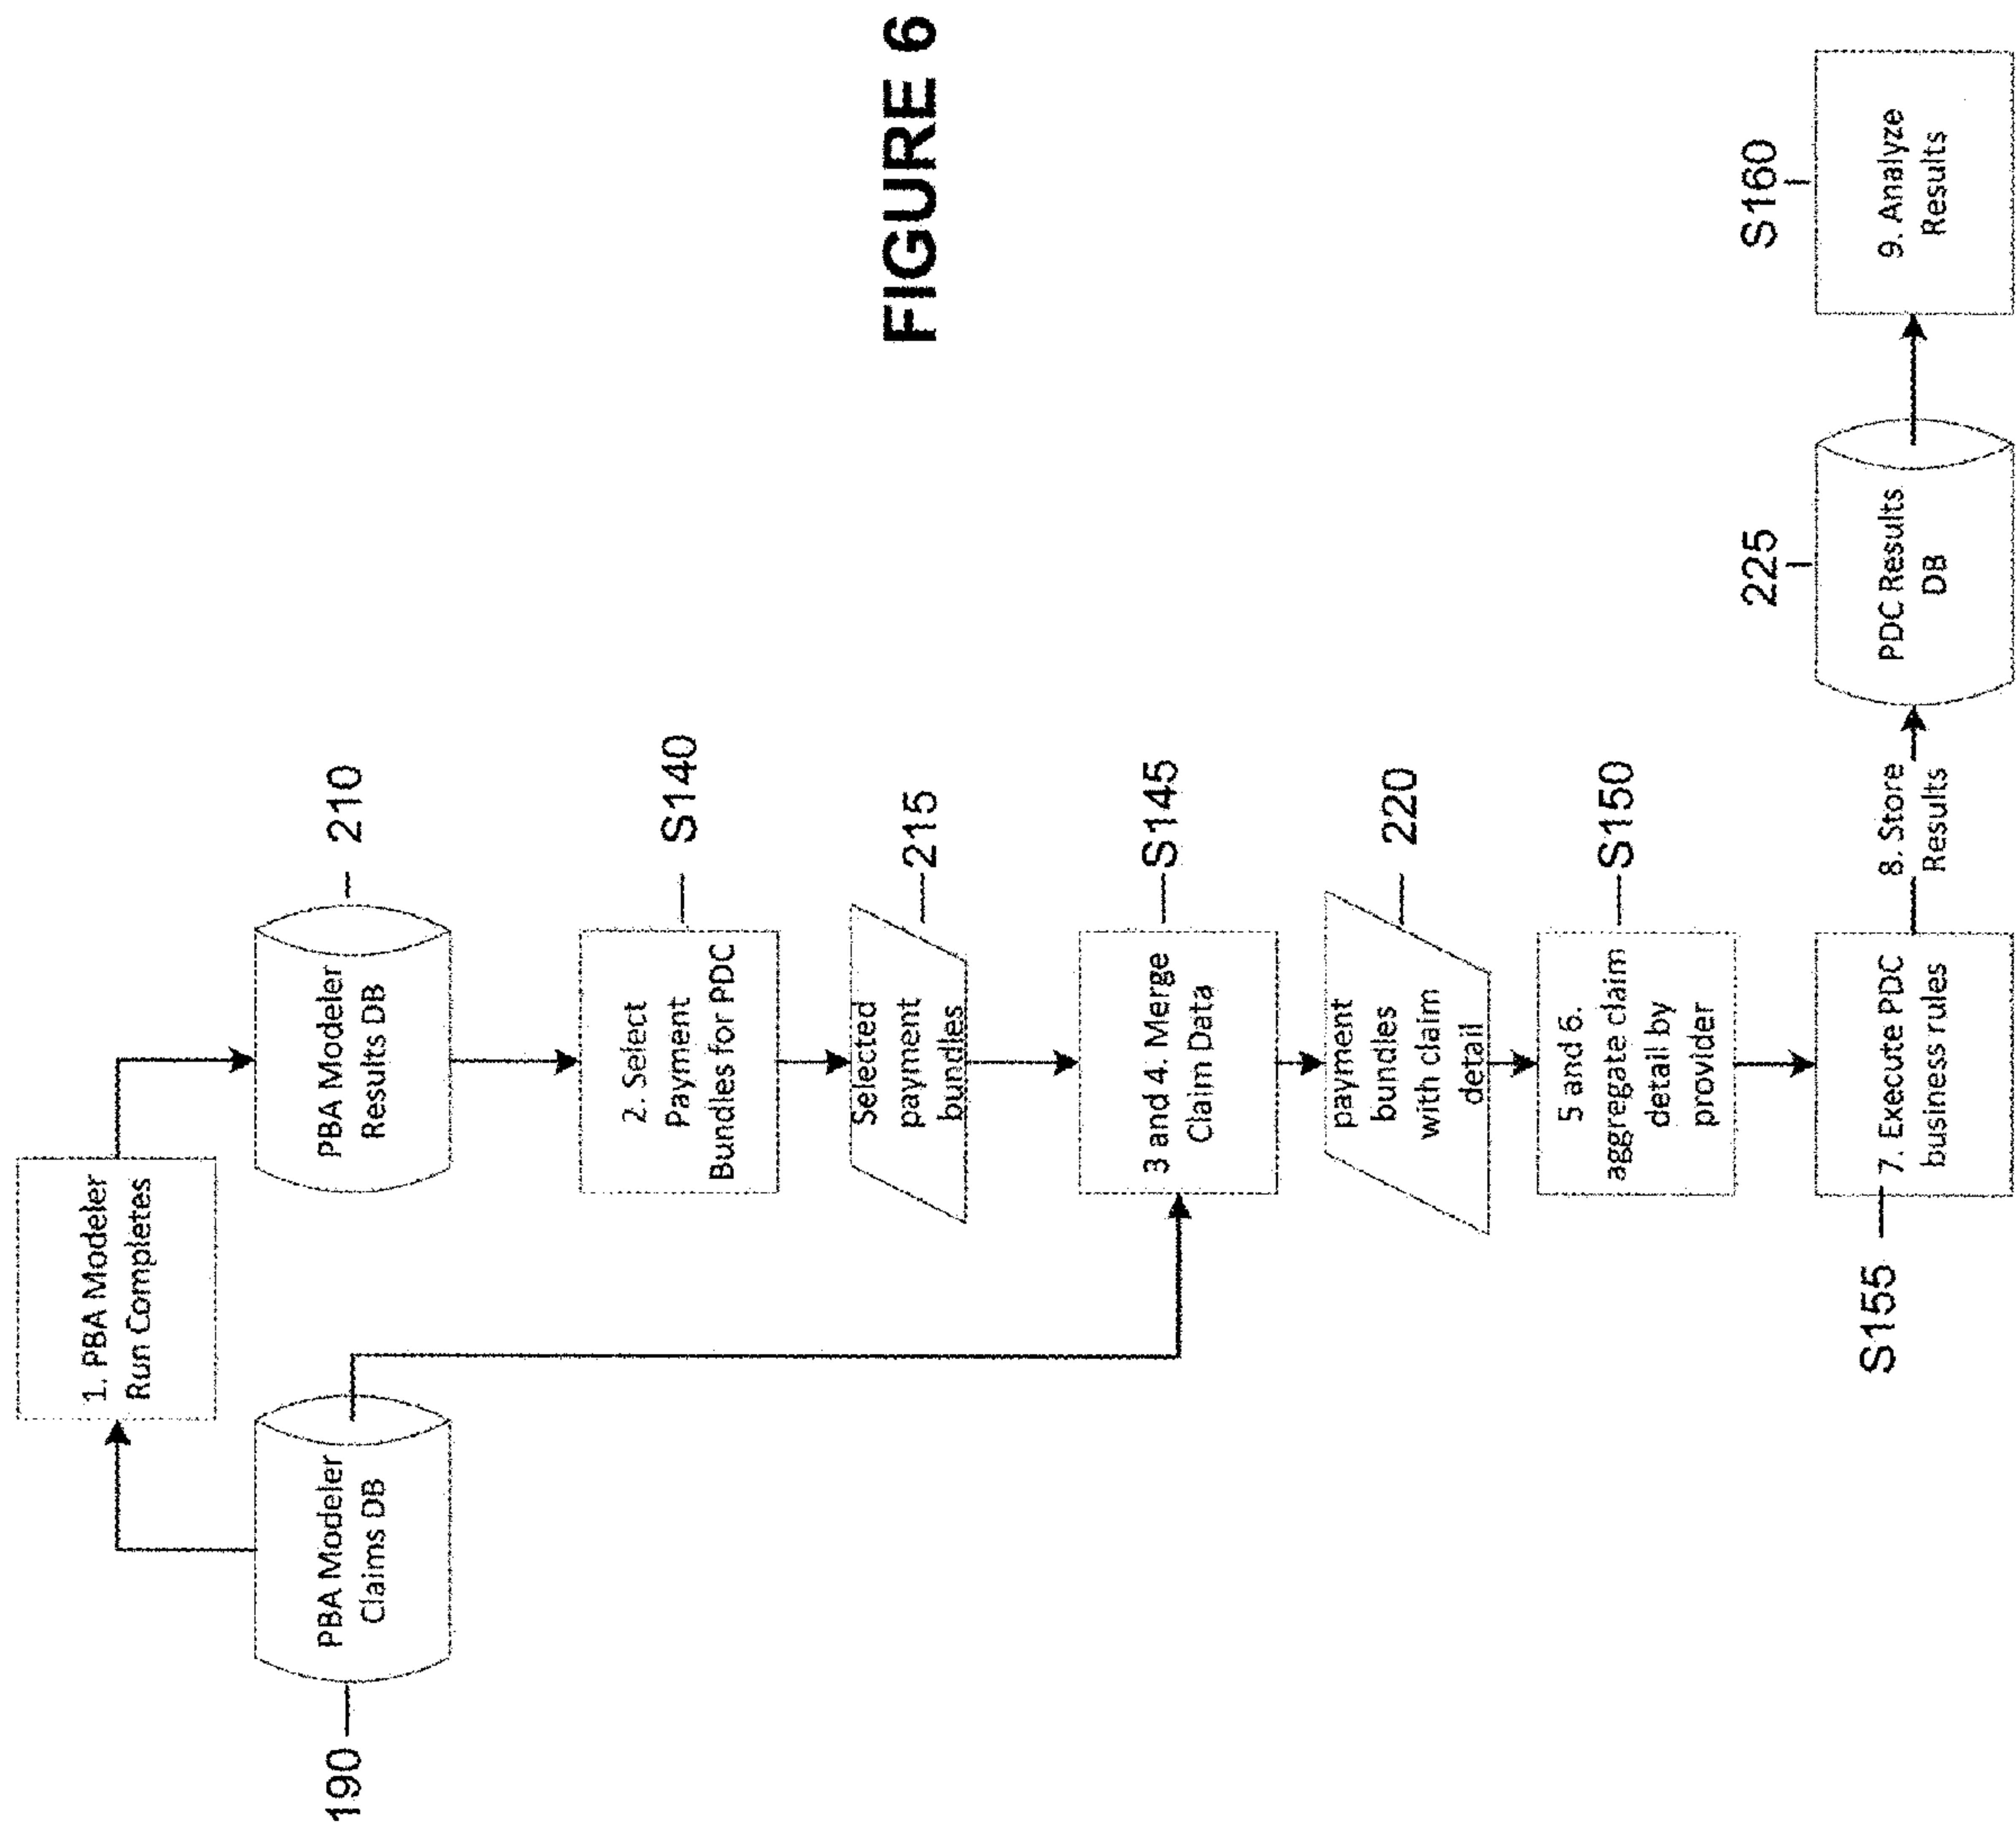 190
PBA Modeler
Claims DB
1. PBA Modeler
Run Completes
PBA Modeler
Results DB
210
2. Select
Payment
Bundles for PDC
S140
Selected
payment
bundles
215
3 and 4. Merge
Claim Data
S145
payment
bundles
with claim
detail
220
5 and 6.
aggregate claim
detail by
provider
S150
S155
7. Execute PDC
business rules
8. Store
Results
PDC Results
DB
225
9. Analyze
Results
S160
FIGURE 6